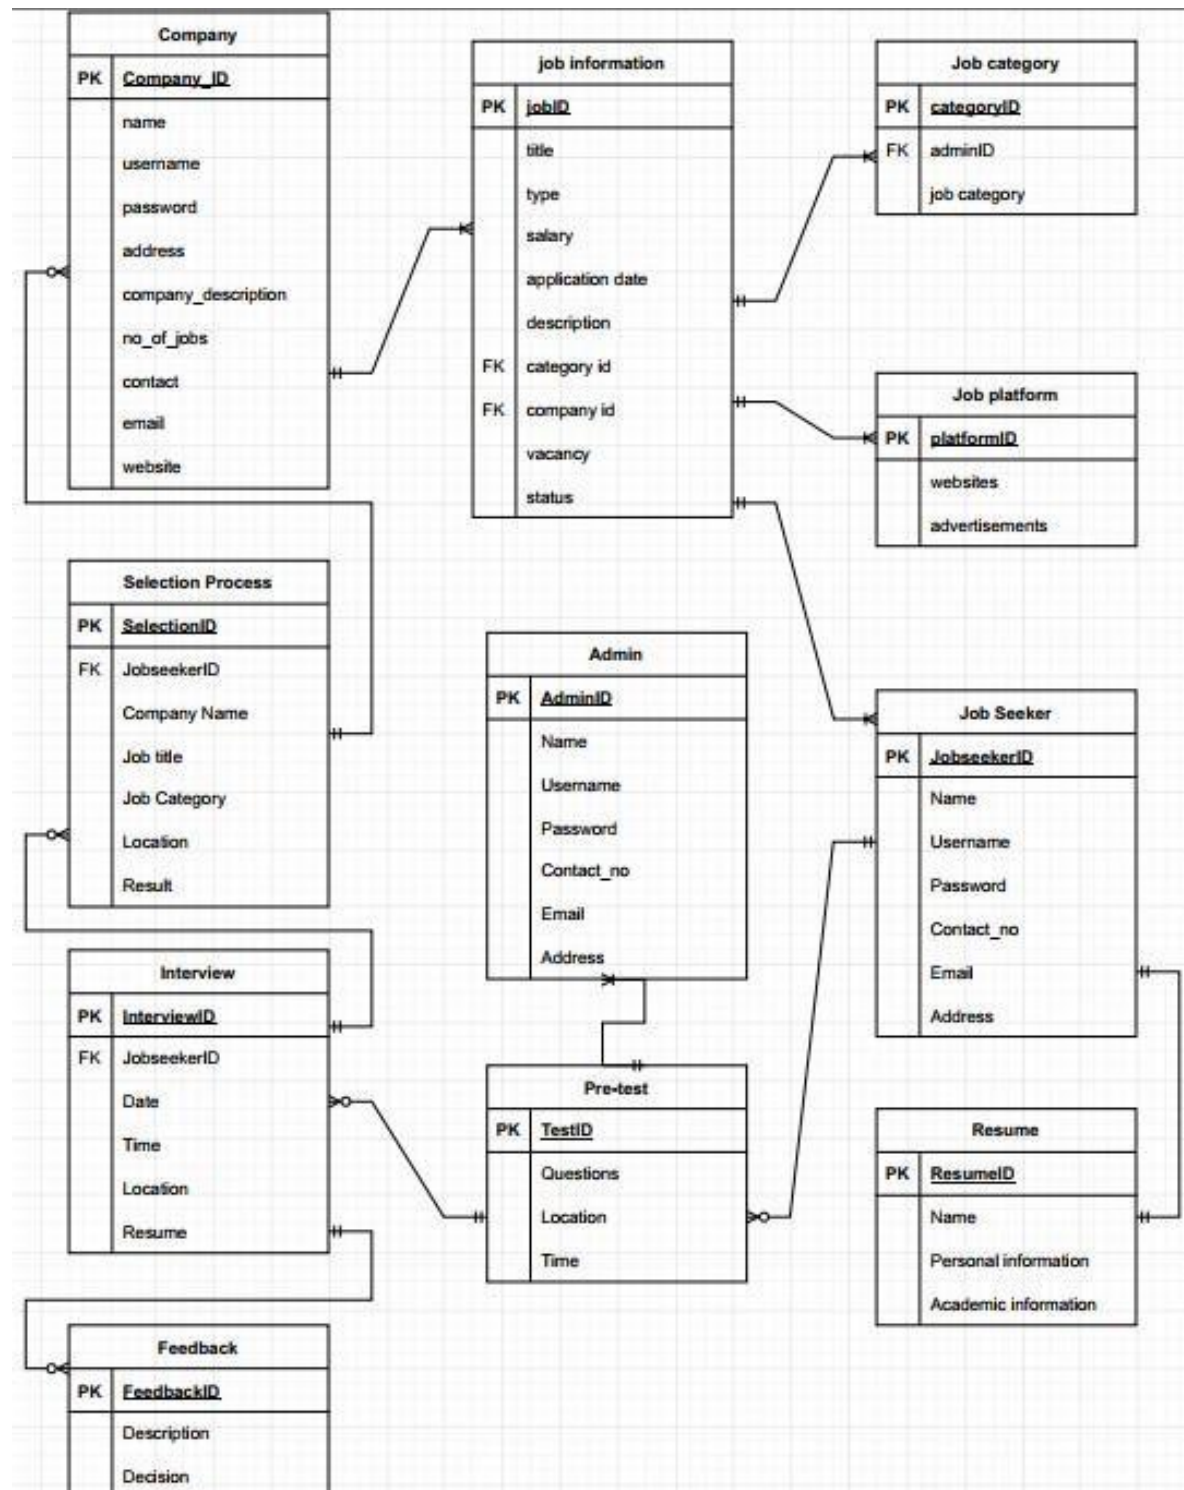 Company
PK Company_ID
name
username
password
address
company_description
no_of_jobs
contact
email
website
job information
PK jobID
title
type
salary
application date
description
FK category id
FK company id
vacancy
status
Job category
PK categoryID
FK adminID
job category
Job platform
PK platformID
websites
advertisements
Selection Process
PK SelectionID
FK JobseekerID
Company Name
Job title
Job Category
Location
Result
Admin
PK AdminID
Name
Username
Password
Contact_no
Email
Address
Job Seeker
PK JobseekerID
Name
Username
Password
Contact_no
Email
Address
Interview
PK InterviewID
FK JobseekerID
Date
Time
Location
Resume
Pre-test
PK TestID
Questions
Location
Time
Resume
PK ResumeID
Name
Personal information
Academic information
Feedback
PK FeedbackID
Description
Decision